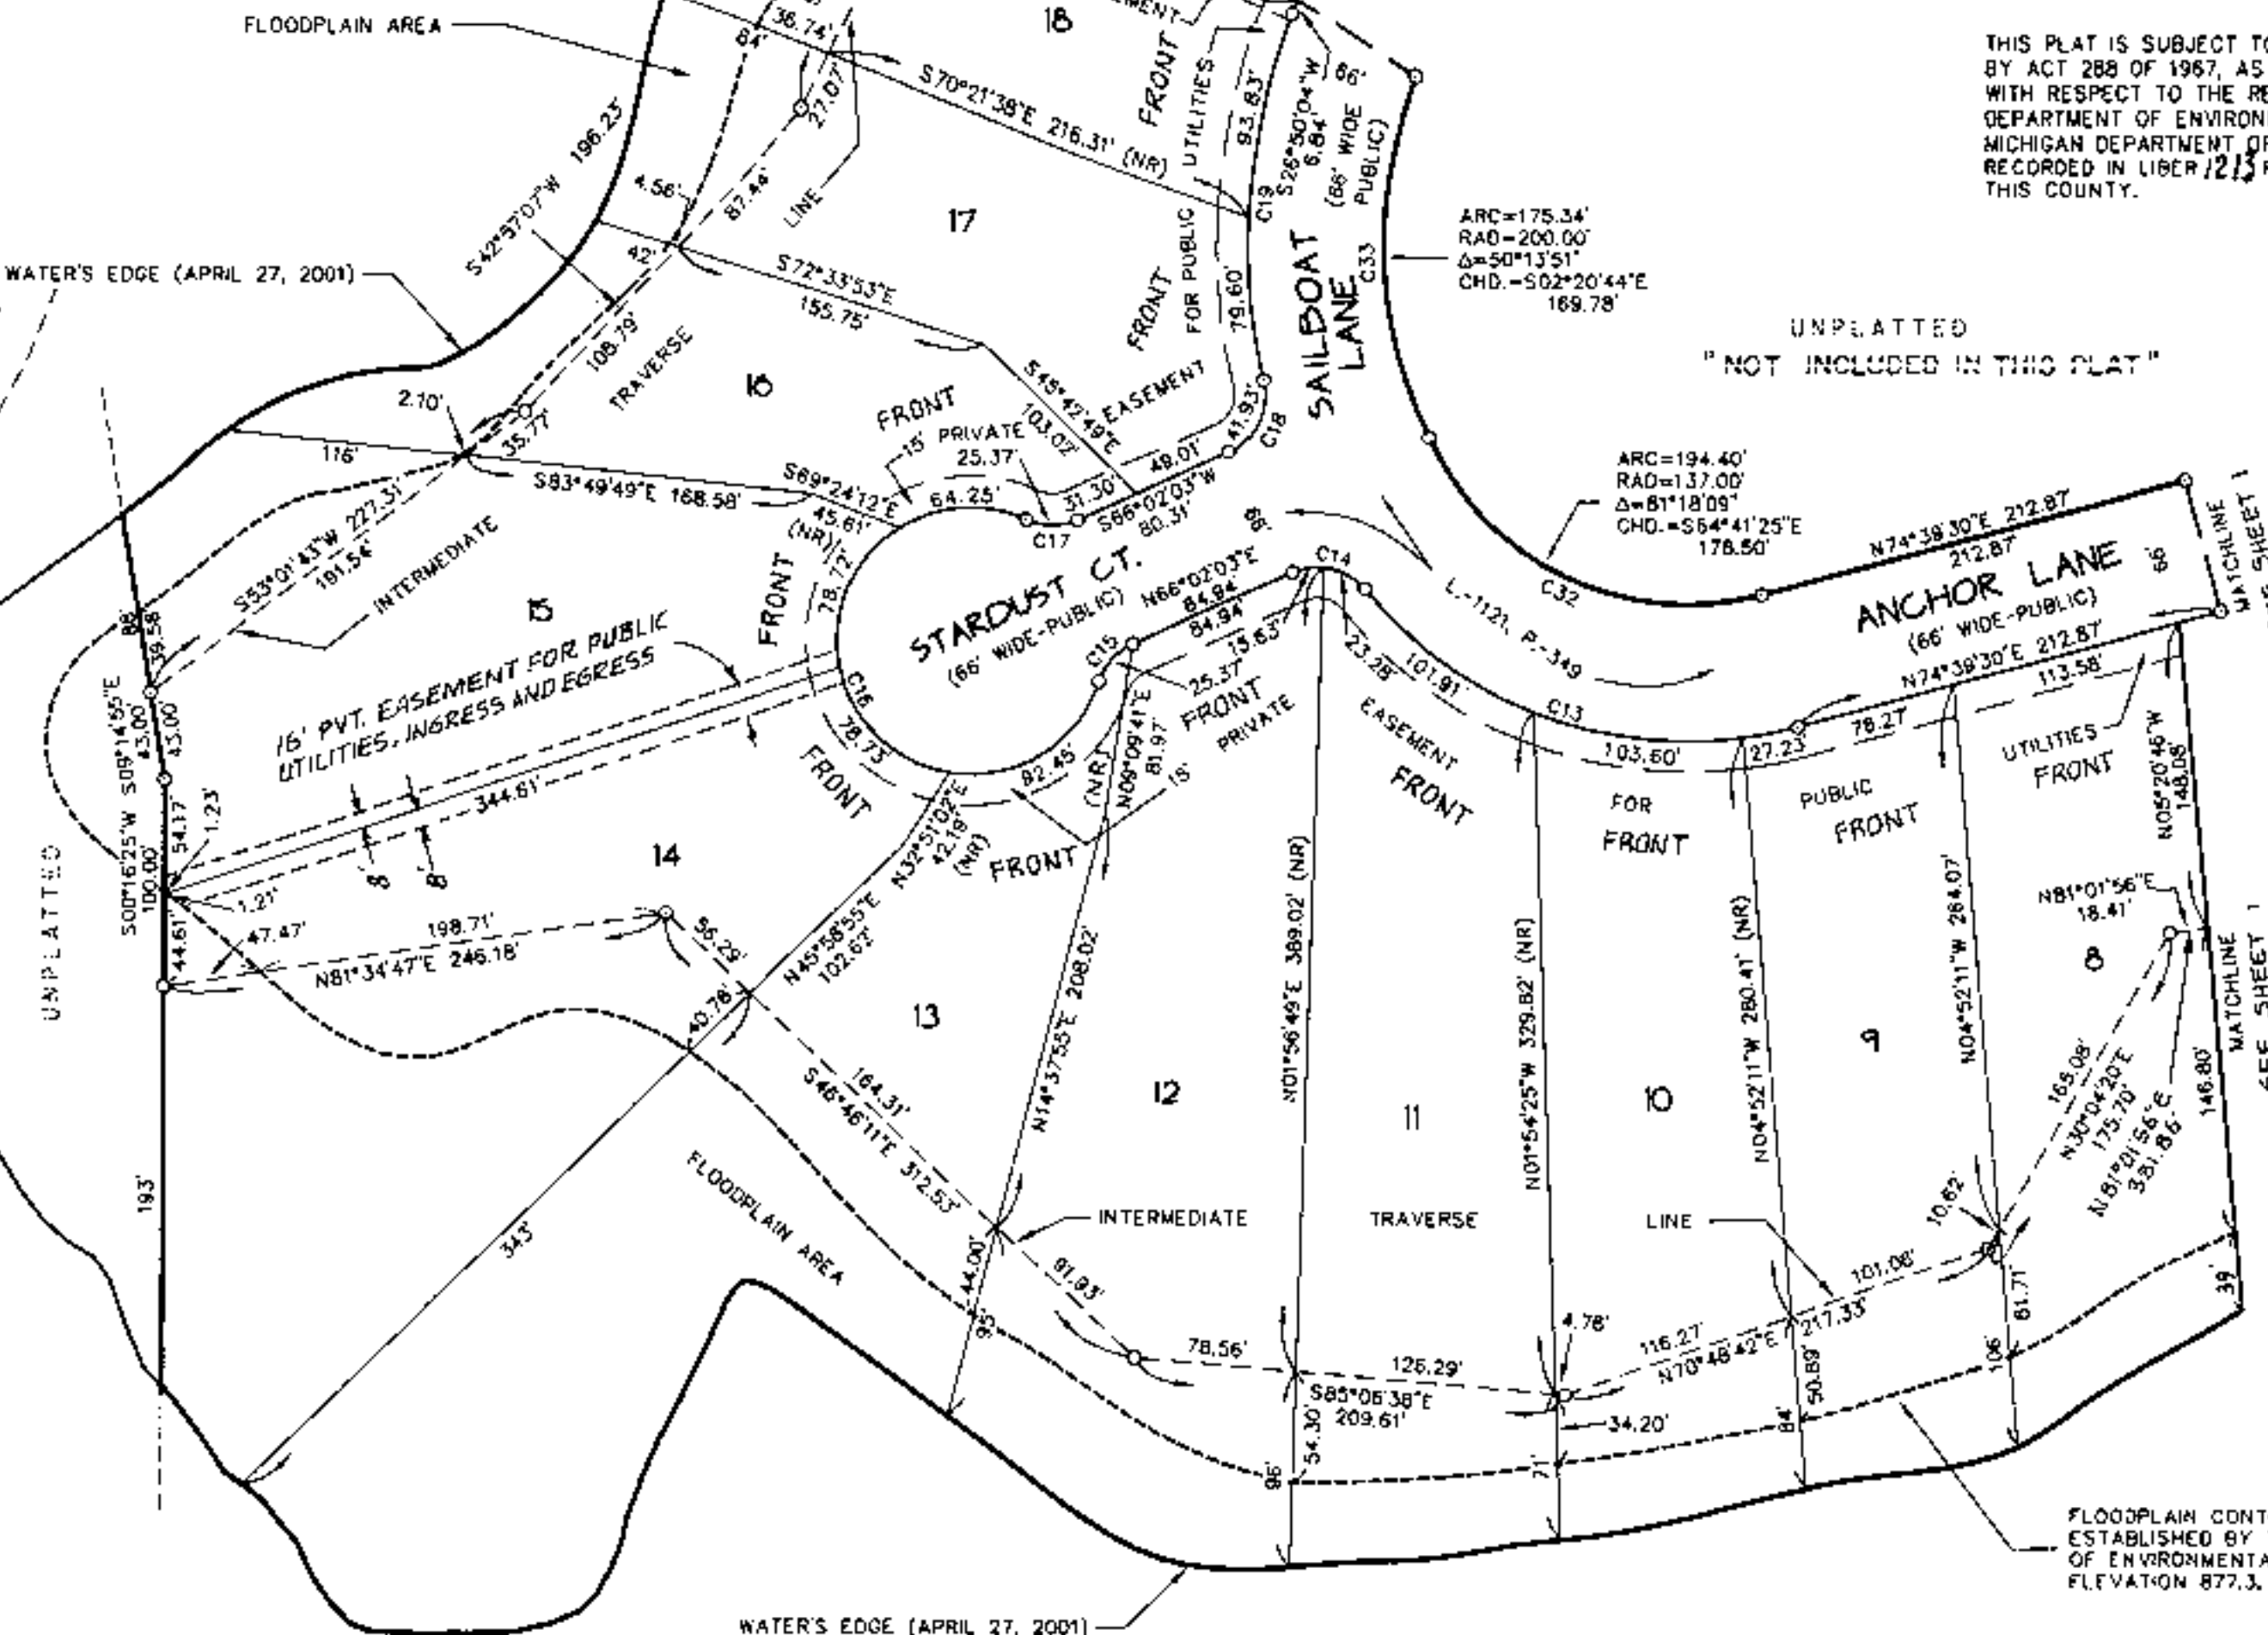 FLOODPLAIN AREA
WATER'S EDGE (APRIL 27, 2001)
S42°57'07"W 196.23'
36.74'
84'
27.07'
4.56'
87.44'
LINE
42'
108.79'
TRAVERSE
18
S70°21'38"E 216.31' (NR)
17
S72°33'53"E
155.75'
16
S45°42'49"E
103.02'
FRONT
UTILITIES
FOR PUBLIC
FRONT
EASEMENT
15' PRIVATE
FRONT
93.83'
79.60'
C19
S26°50'04"W
6.84'
66'
(66' WIDE
PUBLIC)
SAILBOAT
LANE
C33
ARC=175.34'
RAD=200.00'
Δ=50°13'51"
CHD.=S02°20'44"E
169.78'
THIS PLAT IS SUBJECT TO
BY ACT 288 OF 1967, AS
WITH RESPECT TO THE RE
DEPARTMENT OF ENVIRON
MICHIGAN DEPARTMENT OF
RECORDED IN LIBER 1213
THIS COUNTY.
UNPLATTED
"NOT INCLUDED IN THIS PLAT"
2.10'
35.77'
116'
S53°01'43"W 227.31'
191.54'
INTERMEDIATE
S83°49'49"E 168.58'
S69°24'12"E
45.61'
(NR)
25.37'
64.25'
C17
31.30'
49.01'
S66°02'03"W
80.31'
41.93'
C18
ARC=194.40'
RAD=137.00'
Δ=81°18'09"
CHD.=S64°41'25"E
178.50'
C32
N74°39'30"E 212.87'
212.87'
ANCHOR LANE
(66' WIDE-PUBLIC)
66'
MATCHLINE
SEE SHEET 1
N74°39'30"E 212.87'
113.58'
78.27'
L.-1121, P.-349
66'
C14
STARDUST CT.
(66' WIDE-PUBLIC)
N66°02'03"E
84.94'
84.94'
15.63'
25.37'
23.28'
101.91'
C13
103.60'
27.23'
C15
C16
78.72'
78.73'
82.45'
FRONT
FRONT
FRONT
FRONT
PRIVATE
15'
EASEMENT
FRONT
FOR
FRONT
PUBLIC
FRONT
UTILITIES
FRONT
15
16' PVT. EASEMENT FOR PUBLIC
UTILITIES, INGRESS AND EGRESS
344.61'
8'
8'
88'
39.58'
S09°14'55"E
43.00'
43.00'
54.17'
1.23'
S00°16'25"W
100.00'
1.21'
44.61'
47.47'
UNPLATTED
198.71'
N81°34'47"E 246.18'
14
56.29'
N32°51'02"E
42.19'
(NR)
N45°58'55"E
102.62'
40.78'
343'
193'
(NR)
N09°09'41"E
81.97'
N14°37'55"E 208.02'
13
164.31'
S46°46'11"E 312.53'
FLOODPLAIN AREA
44.00'
95'
91.93'
12
N01°56'49"E 389.02' (NR)
11
N01°54'25"W 329.82' (NR)
10
N04°52'11"W 280.41' (NR)
9
N04°52'11"W 264.07'
8
N05°20'46"W
148.08'
N81°01'56"E
18.41'
165.08'
N30°04'20"E
175.70'
N81°01'56"E
381.86'
146.80'
MATCHLINE
SEE SHEET 1
INTERMEDIATE
TRAVERSE
LINE
10.62'
101.06'
116.27'
N70°48'42"E 217.33'
4.78'
78.56'
126.29'
S85°06'38"E
209.61'
54.30'
96'
34.20'
71'
50.89'
84'
61.71'
106'
39'
FLOODPLAIN CONT
ESTABLISHED BY
OF ENVIRONMENTA
ELEVATION 877.3.
WATER'S EDGE (APRIL 27, 2001)